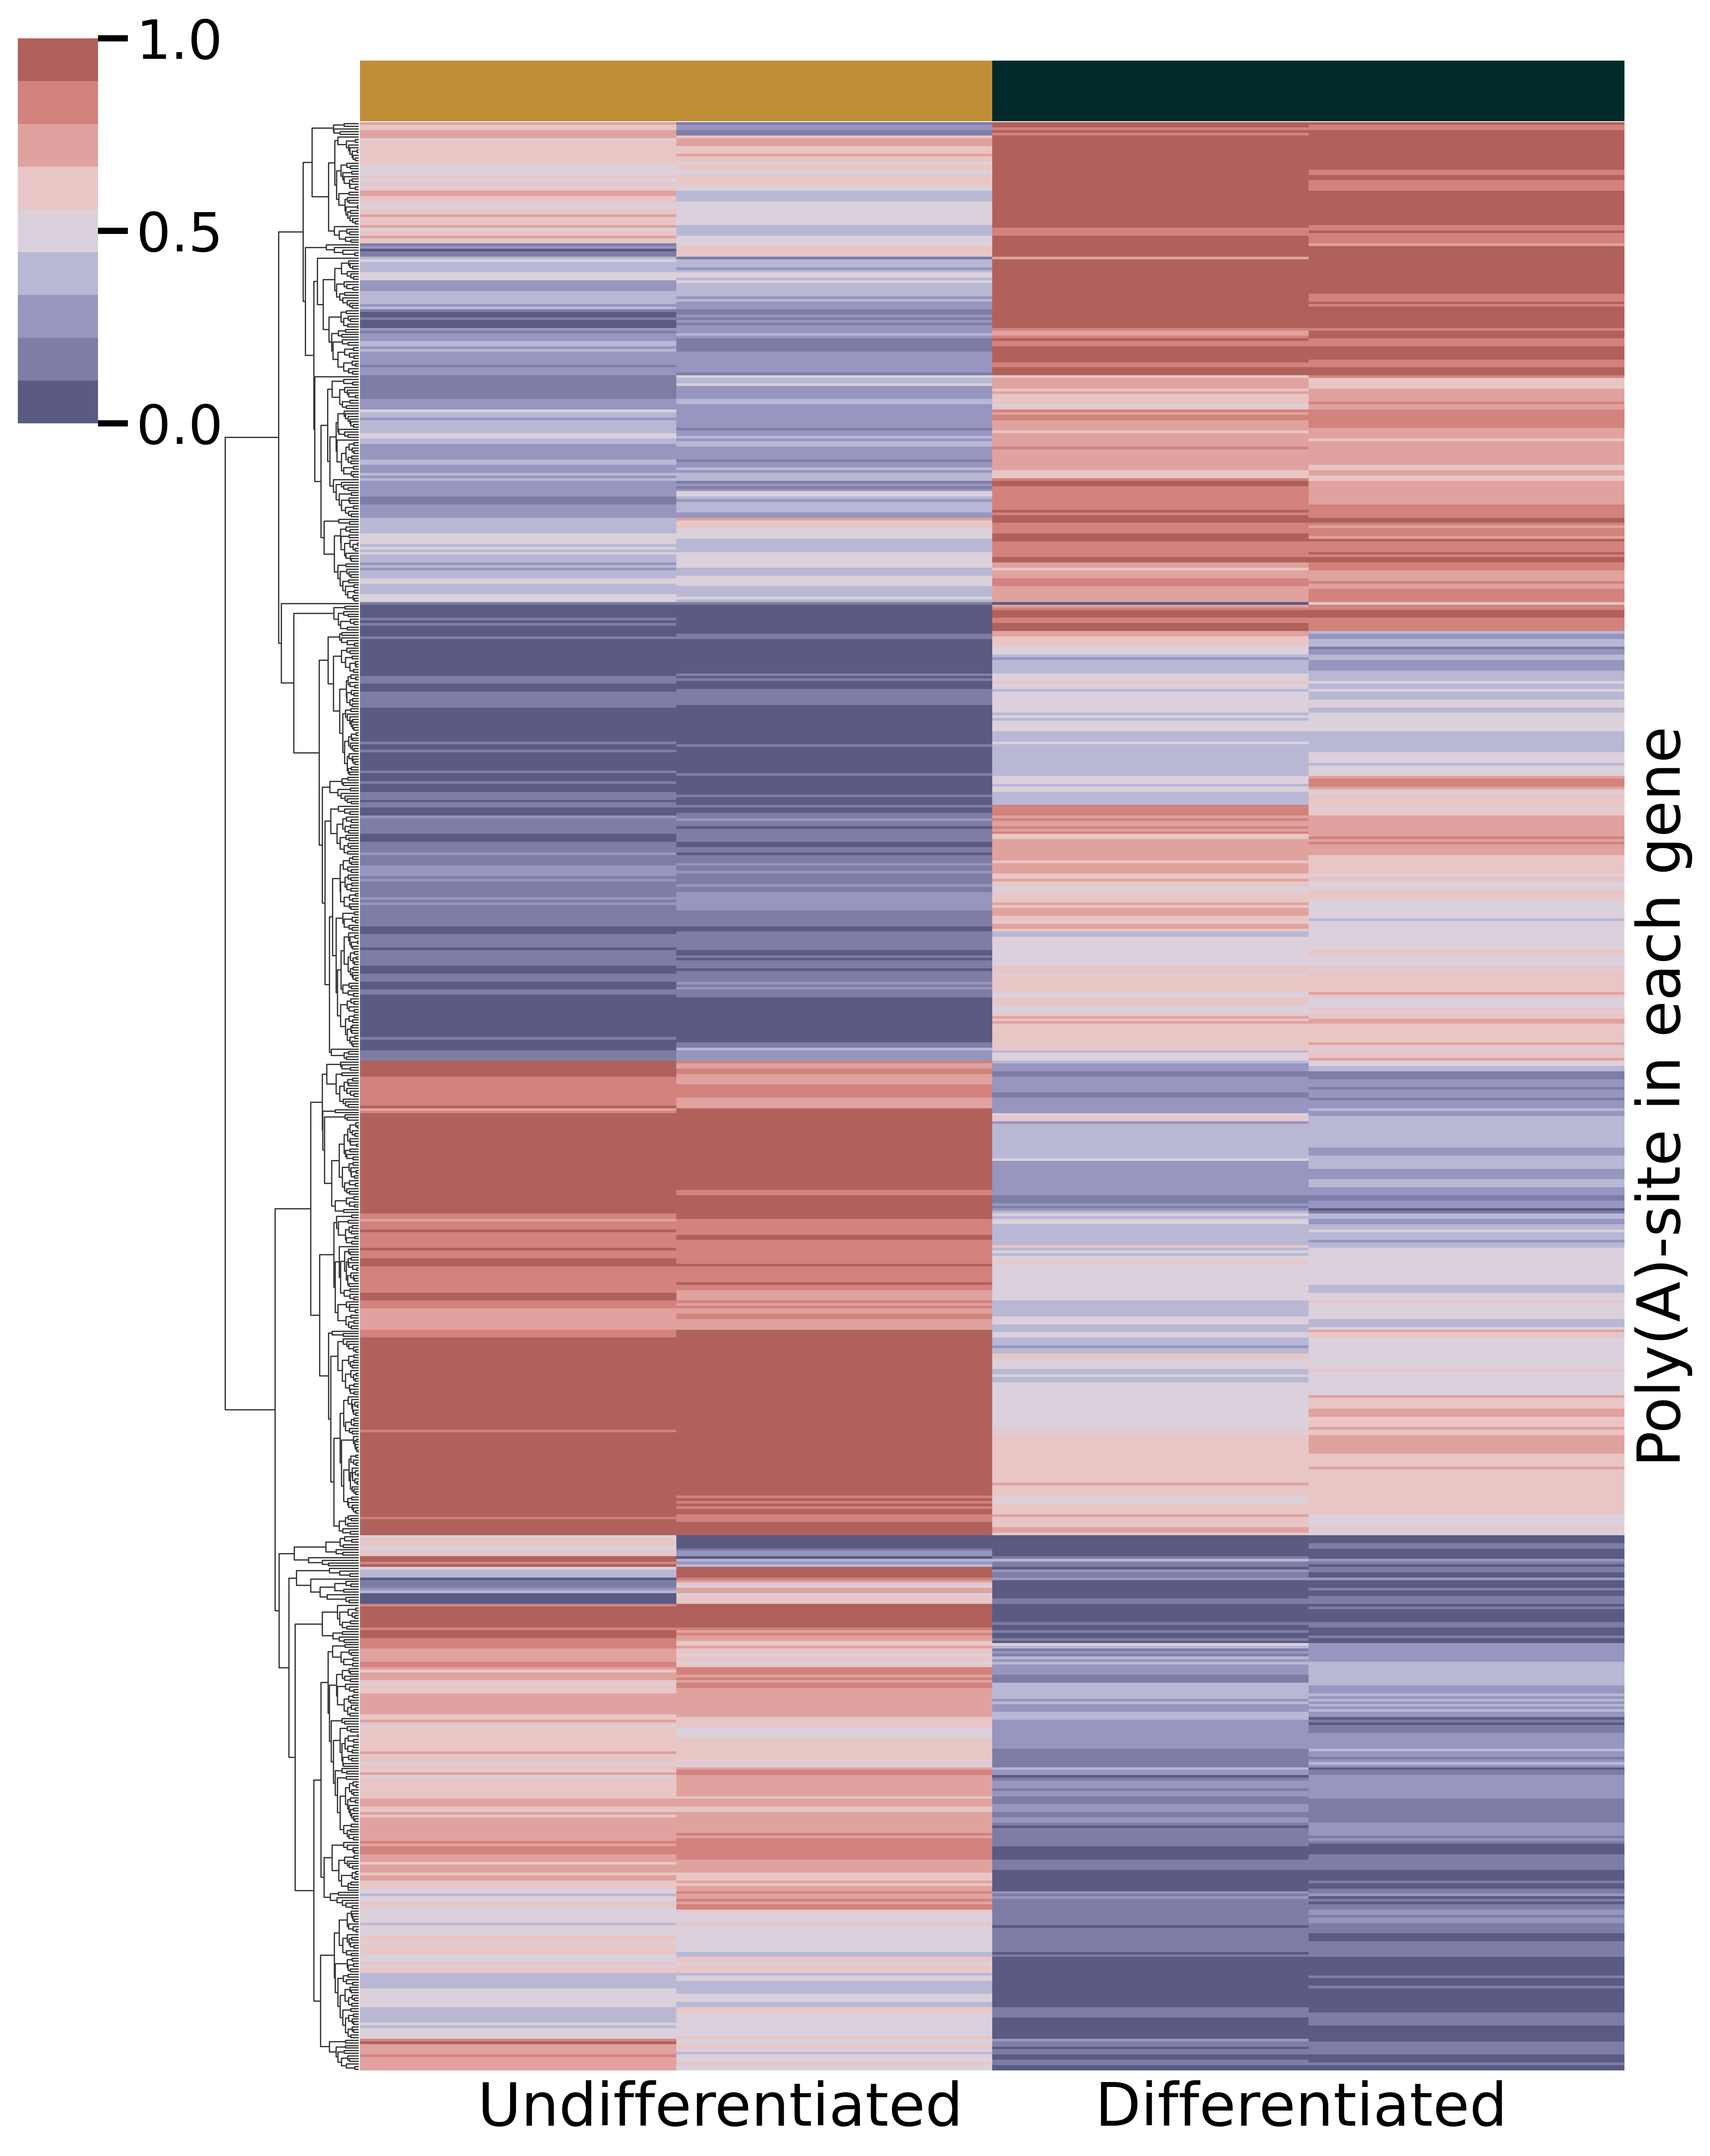 1.0
0.5
0.0
Poly(A)-site in each gene
Undifferentiated
Differentiated